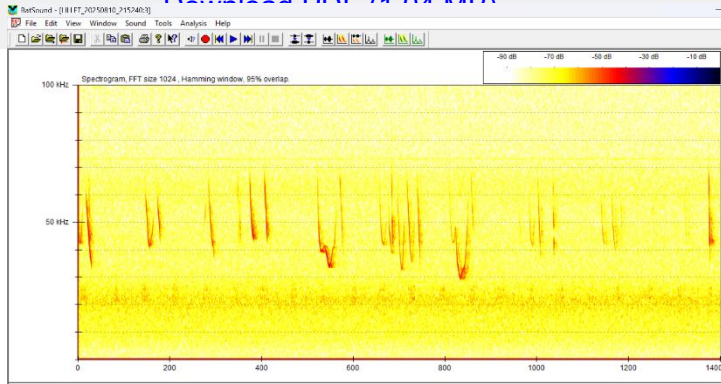 BatSound - [LILLET_20250810_215240:3]
File Edit View Window Sound Tools Analysis Help
-90 dB -70 dB -50 dB -30 dB -10 dB
Spectrogram, FFT size 1024 , Hamming window, 95% overlap.
100 kHz
50 kHz
0 200 400 600 800 1000 1200 1400